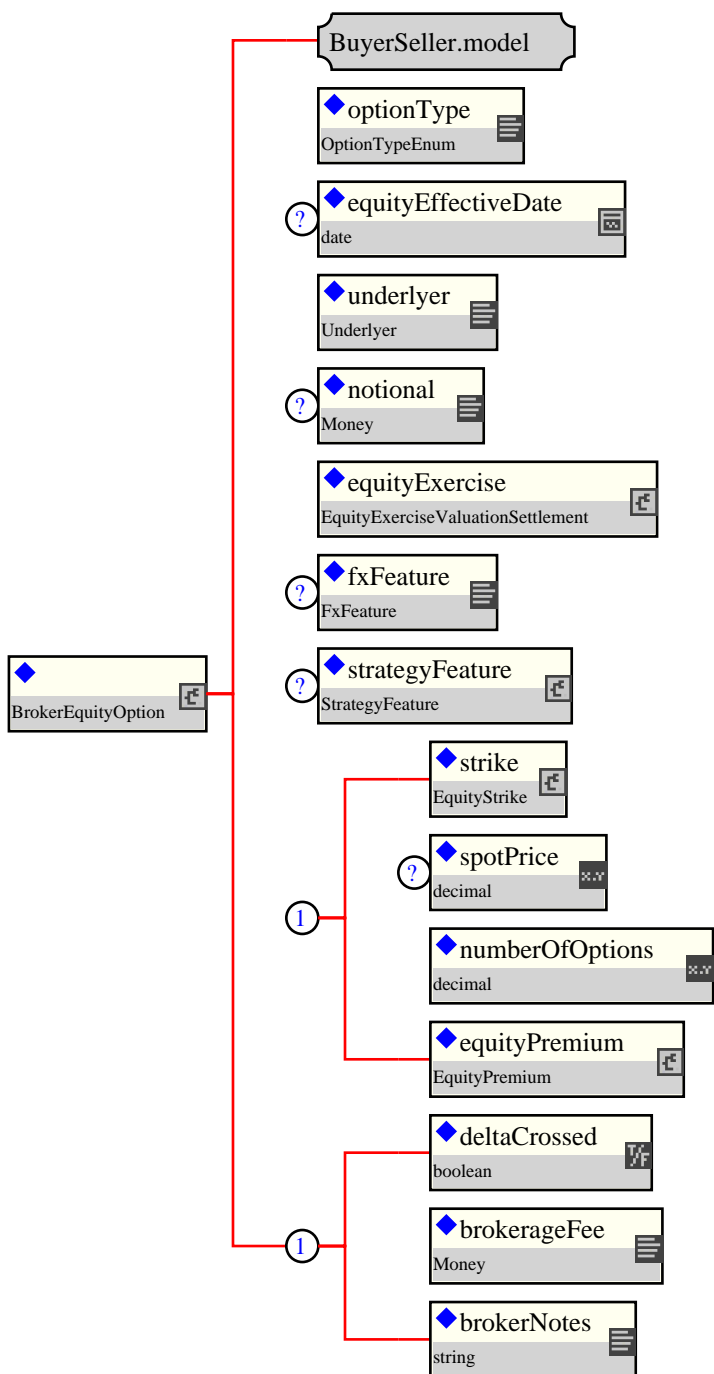 BuyerSeller.model
optionType
OptionTypeEnum
?
equityEffectiveDate
date
underlyer
Underlyer
?
notional
Money
equityExercise
EquityExerciseValuationSettlement
?
fxFeature
FxFeature
BrokerEquityOption
?
strategyFeature
StrategyFeature
1
strike
EquityStrike
?
spotPrice
decimal
x.Y
numberOfOptions
decimal
x.Y
equityPremium
EquityPremium
1
deltaCrossed
boolean
T/F
brokerageFee
Money
brokerNotes
string